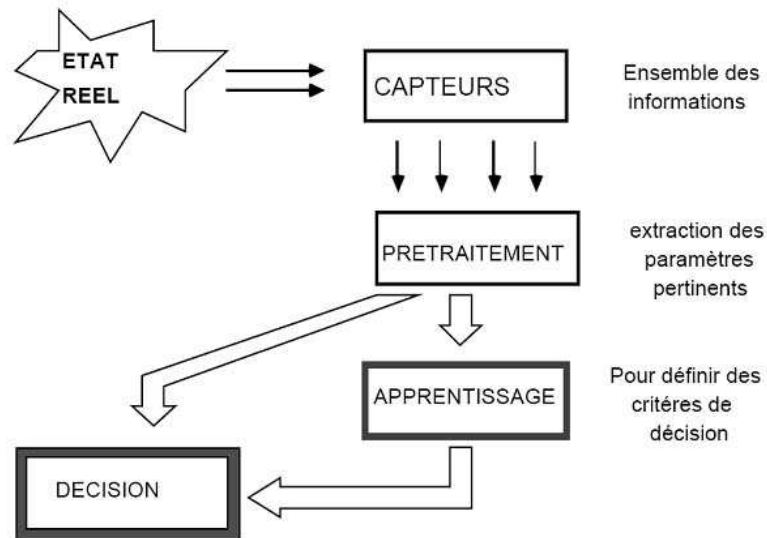 ETAT
REEL
CAPTEURS
Ensemble des
informations
PRETRAITEMENT
extraction des
paramètres
pertinents
APPRENTISSAGE
Pour définir des
critéres de
décision
DECISION